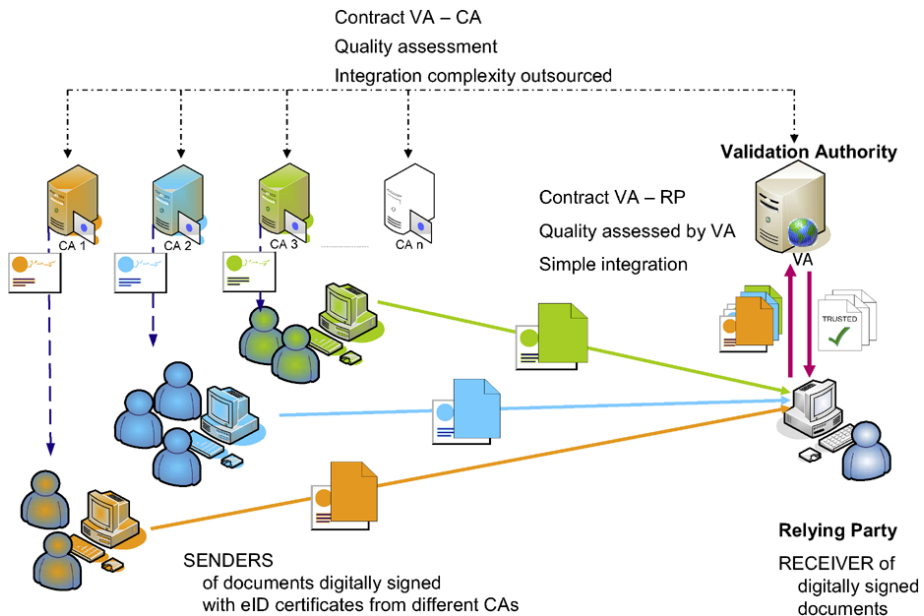 Contract VA – CA
Quality assessment
Integration complexity outsourced
Validation Authority
Contract VA – RP
Quality assessed by VA
Simple integration
CA 1
CA 2
CA 3
CA n
VA
TRUSTED
SENDERS
of documents digitally signed
with eID certificates from different CAs
Relying Party
RECEIVER of
digitally signed
documents